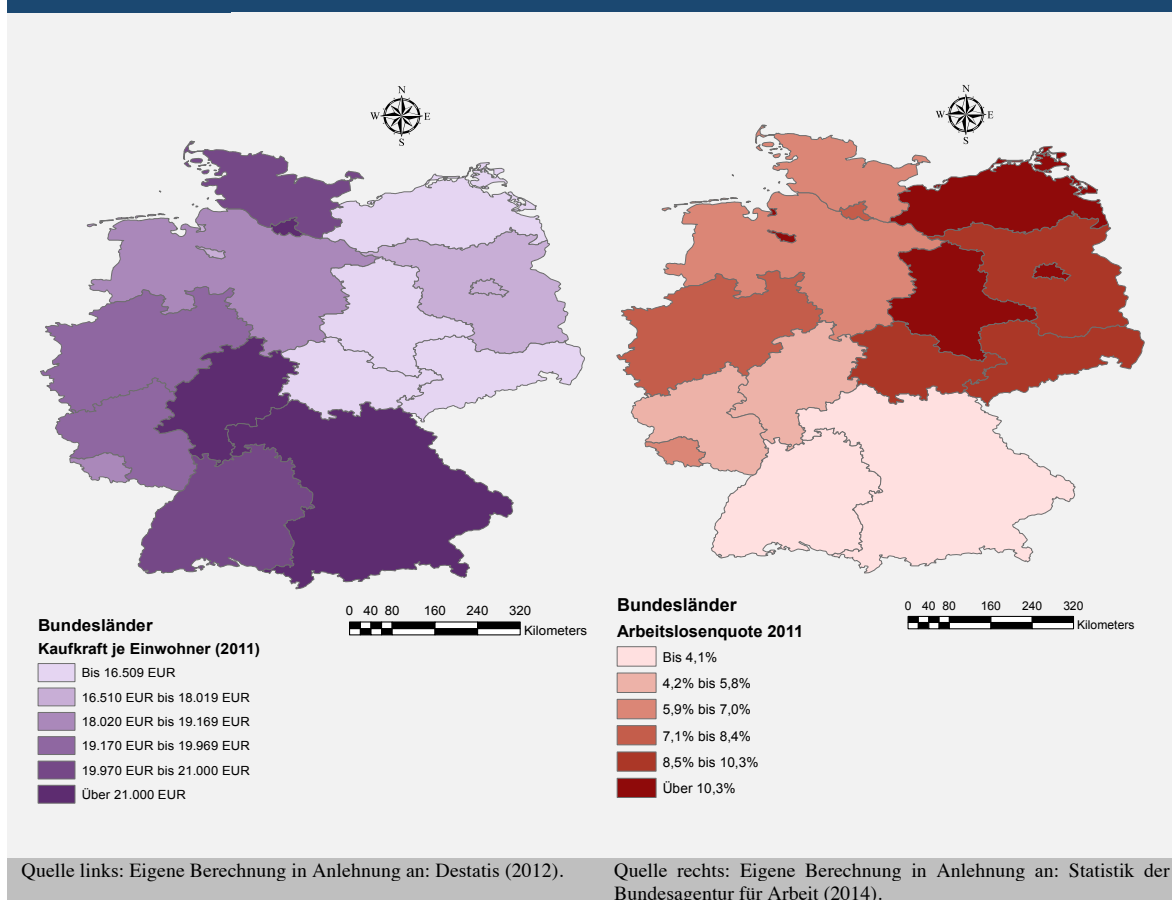 N
W E
S
N
W E
S
0 40 80 160 240 320
Kilometers
Bundesländer
Kaufkraft je Einwohner (2011)
Bis 16.509 EUR
16.510 EUR bis 18.019 EUR
18.020 EUR bis 19.169 EUR
19.170 EUR bis 19.969 EUR
19.970 EUR bis 21.000 EUR
Über 21.000 EUR
0 40 80 160 240 320
Kilometers
Bundesländer
Arbeitslosenquote 2011
Bis 4,1%
4,2% bis 5,8%
5,9% bis 7,0%
7,1% bis 8,4%
8,5% bis 10,3%
Über 10,3%
Quelle links: Eigene Berechnung in Anlehnung an: Destatis (2012).
Quelle rechts: Eigene Berechnung in Anlehnung an: Statistik der
Bundesagentur für Arbeit (2014).